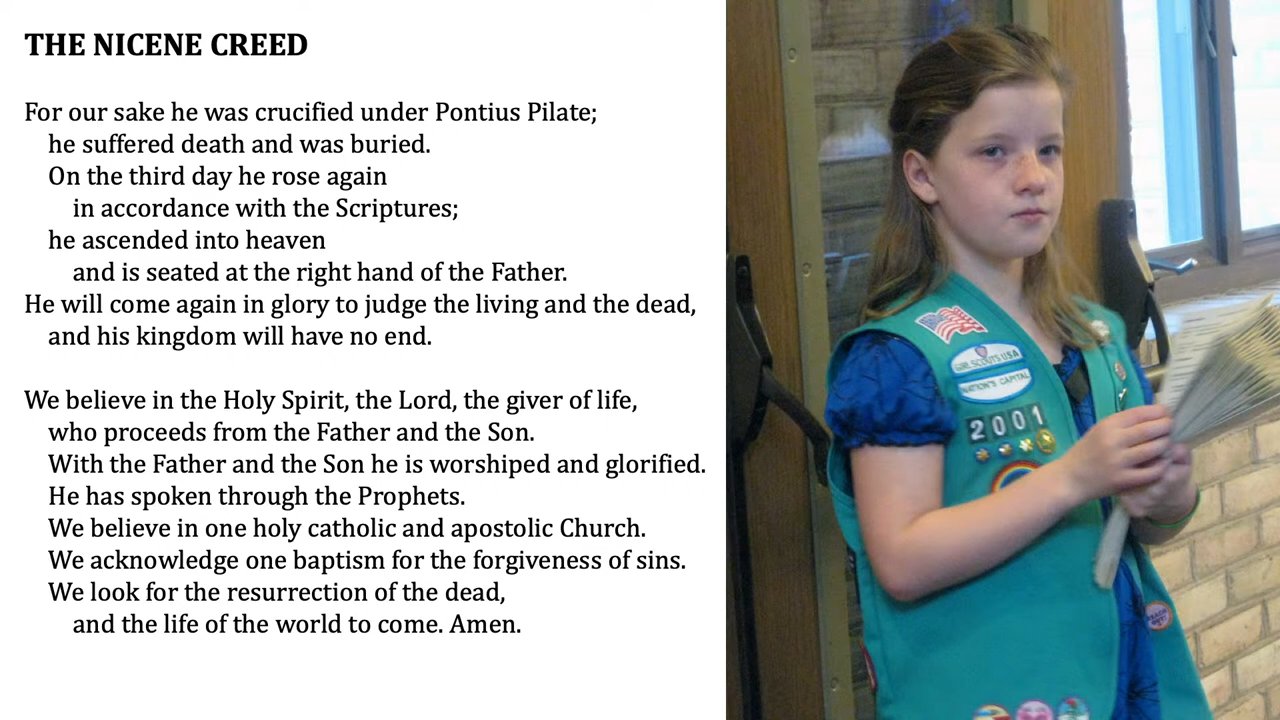 THE NICENE CREED
For our sake he was crucified under Pontius Pilate;
he suffered death and was buried.
On the third day he rose again
in accordance with the Scriptures;
he ascended into heaven
and is seated at the right hand of the Father.
He will come again in glory to judge the living and the dead,
and his kingdom will have no end.
We believe in the Holy Spirit, the Lord, the giver of life,
who proceeds from the Father and the Son.
With the Father and the Son he is worshiped and glorified.
He has spoken through the Prophets.
We believe in one holy catholic and apostolic Church.
We acknowledge one baptism for the forgiveness of sins.
We look for the resurrection of the dead,
and the life of the world to come. Amen.
GIRL SCOUTS USA
NATION'S CAPITAL
2001